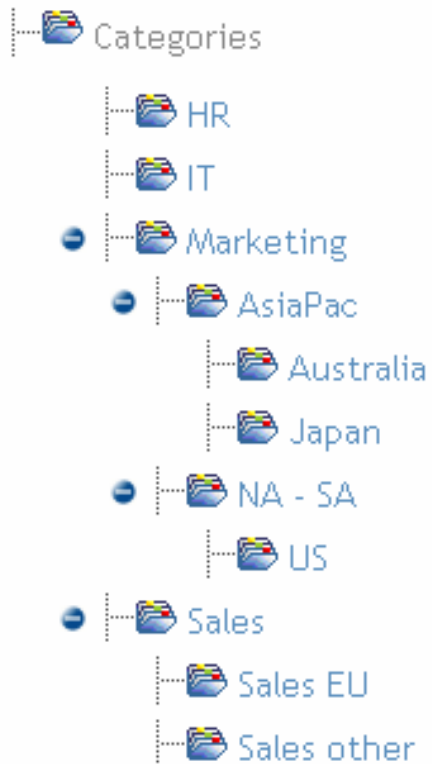 Categories
HR
IT
Marketing
AsiaPac
Australia
Japan
NA - SA
US
Sales
Sales EU
Sales other